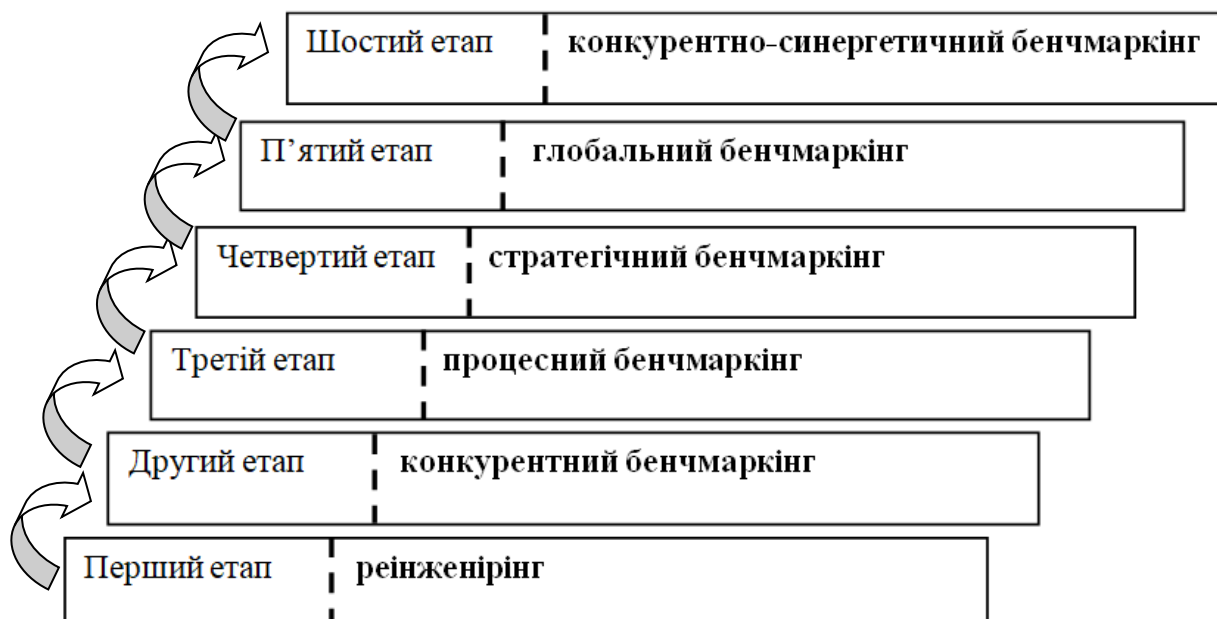 Шостий етап конкурентно-синергетичний бенчмаркінг
П’ятий етап глобальний бенчмаркінг
Четвертий етап стратегічний бенчмаркінг
Третій етап процесний бенчмаркінг
Другий етап конкурентний бенчмаркінг
Перший етап реінженірінг